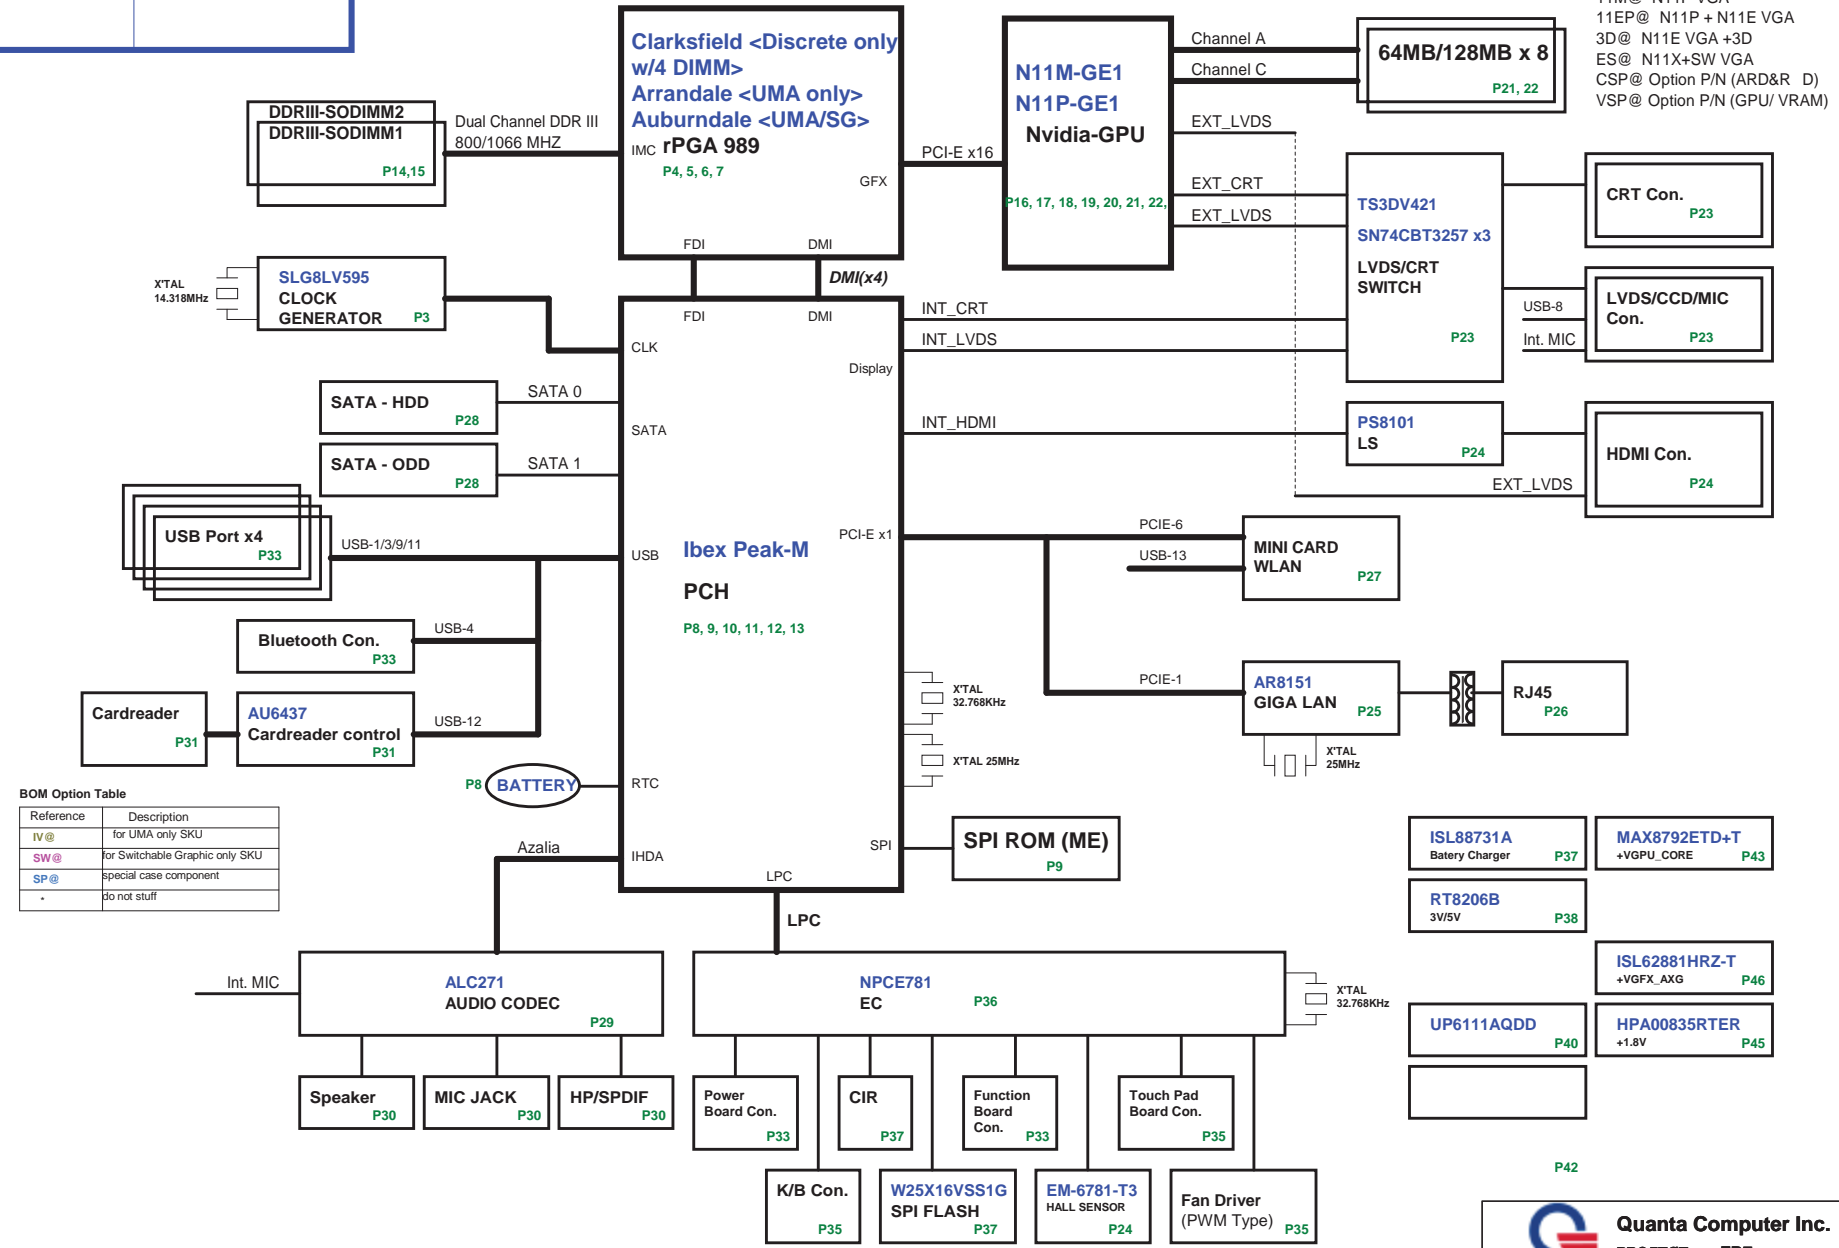 11EP@ N11P + N11E VGA
3D@ N11E VGA +3D
ES@ N11X+SW VGA
CSP@ Option P/N (ARD&R D)
VSP@ Option P/N (GPU/ VRAM)
Clarksfield <Discrete only
w/4 DIMM>
Arrandale <UMA only>
Auburndale <UMA/SG>
IMC rPGA 989
P4, 5, 6, 7
GFX
FDI
DMI
DDRIII-SODIMM2
DDRIII-SODIMM1
P14,15
Dual Channel DDR III
800/1066 MHZ
PCI-E x16
N11M-GE1
N11P-GE1
Nvidia-GPU
P16, 17, 18, 19, 20, 21, 22,
Channel A
Channel C
64MB/128MB x 8
P21, 22
EXT_LVDS
EXT_CRT
EXT_LVDS
TS3DV421
SN74CBT3257 x3
LVDS/CRT
SWITCH
P23
CRT Con.
P23
USB-8
Int. MIC
LVDS/CCD/MIC
Con.
P23
X'TAL
14.318MHz
SLG8LV595
CLOCK
GENERATOR
P3
DMI(x4)
FDI
DMI
CLK
Display
INT_CRT
INT_LVDS
INT_HDMI
PS8101
LS
P24
HDMI Con.
P24
EXT_LVDS
SATA - HDD
P28
SATA 0
SATA
SATA - ODD
P28
SATA 1
USB Port x4
P33
USB-1/3/9/11
USB
Ibex Peak-M
PCH
P8, 9, 10, 11, 12, 13
PCI-E x1
PCIE-6
USB-13
MINI CARD
WLAN
P27
Bluetooth Con.
P33
USB-4
Cardreader
P31
AU6437
Cardreader control
P31
USB-12
X'TAL
32.768KHz
X'TAL 25MHz
PCIE-1
AR8151
GIGA LAN
P25
X'TAL
25MHz
RJ45
P26
P8
BATTERY
RTC
BOM Option Table
Reference Description
IV@ for UMA only SKU
SW@ for Switchable Graphic only SKU
SP@ special case component
* do not stuff
Azalia
IHDA
LPC
SPI
SPI ROM (ME)
P9
LPC
Int. MIC
ALC271
AUDIO CODEC
P29
NPCE781
EC
P36
X'TAL
32.768KHz
Speaker
P30
MIC JACK
P30
HP/SPDIF
P30
Power
Board Con.
P33
CIR
P37
Function
Board
Con.
P33
Touch Pad
Board Con.
P35
K/B Con.
P35
W25X16VSS1G
SPI FLASH
P37
EM-6781-T3
HALL SENSOR
P24
Fan Driver
(PWM Type)
P35
ISL88731A
Batery Charger
P37
MAX8792ETD+T
+VGPU_CORE
P43
RT8206B
3V/5V
P38
ISL62881HRZ-T
+VGFX_AXG
P46
UP6111AQDD
P40
HPA00835RTER
+1.8V
P45
P42
Quanta Computer Inc.